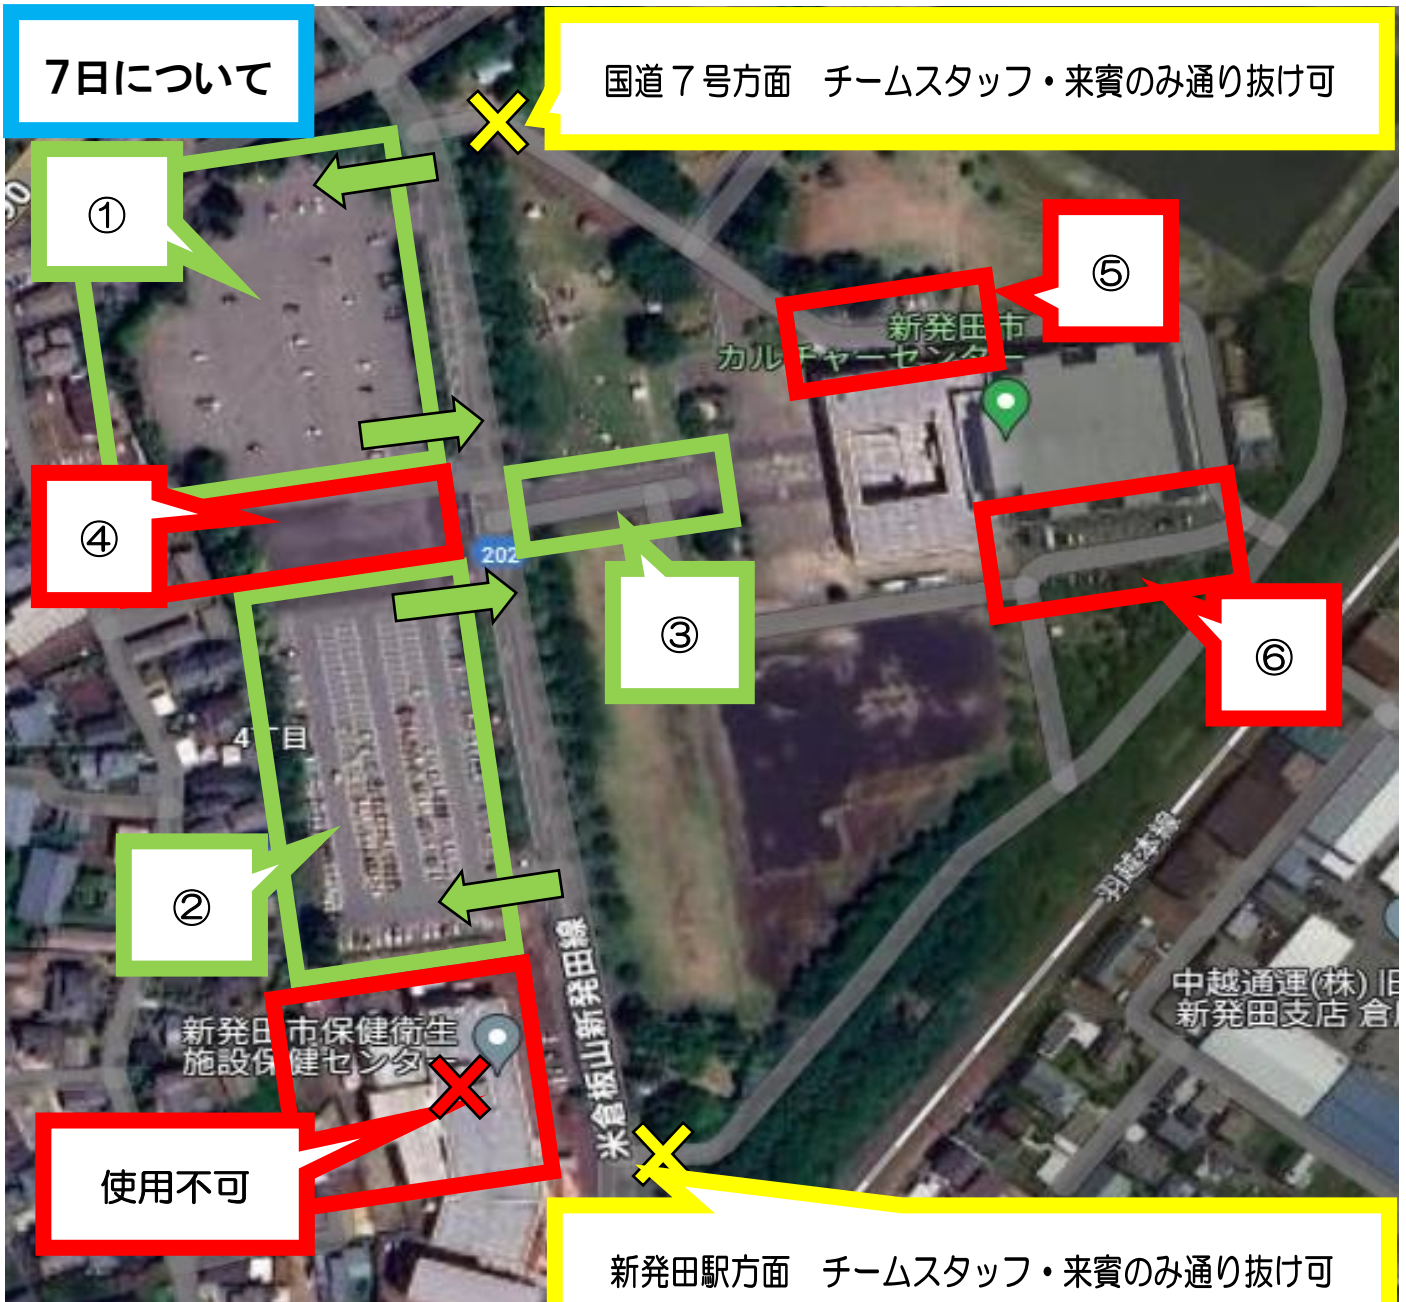 7日について
国道7号方面　チームスタッフ・来賓のみ通り抜け可
①
⑤
新発田市
カルチャーセンター
④
202
③
⑥
4丁目
②
羽越本線
米倉板山新発田線
中越通運(株) 旧
新発田支店 倉
新発田市保健衛生
施設保健センター
使用不可
新発田駅方面　チームスタッフ・来賓のみ通り抜け可